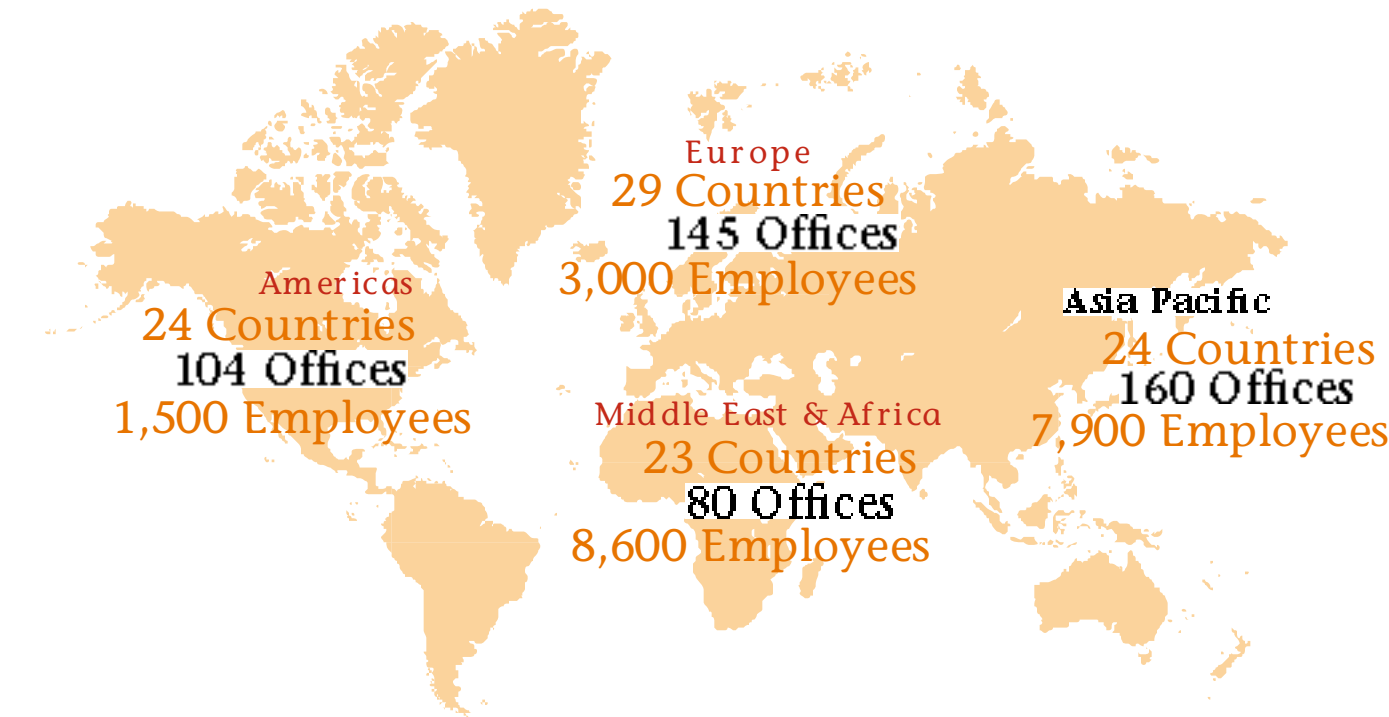 Europe
29 Countries
145 Offices
3,000 Employees
Americas
24 Countries
104 Offices
1,500 Employees
Asia Pacific
24 Countries
160 Offices
7,900 Employees
Middle East & Africa
23 Countries
80 Offices
8,600 Employees